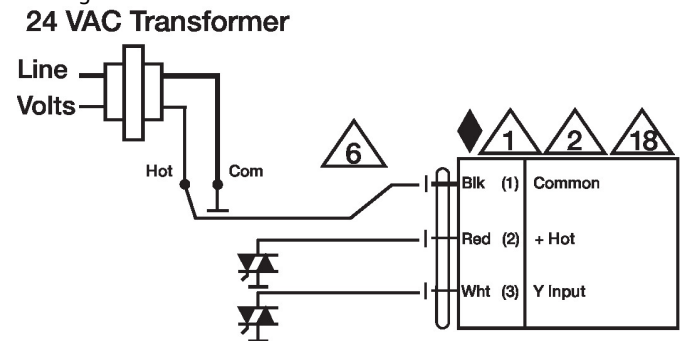 24 VAC Transformer
Line
Volts
Hot
Com
6
1
2
18
Blk (1) Common
Red (2) + Hot
Wht (3) Y Input